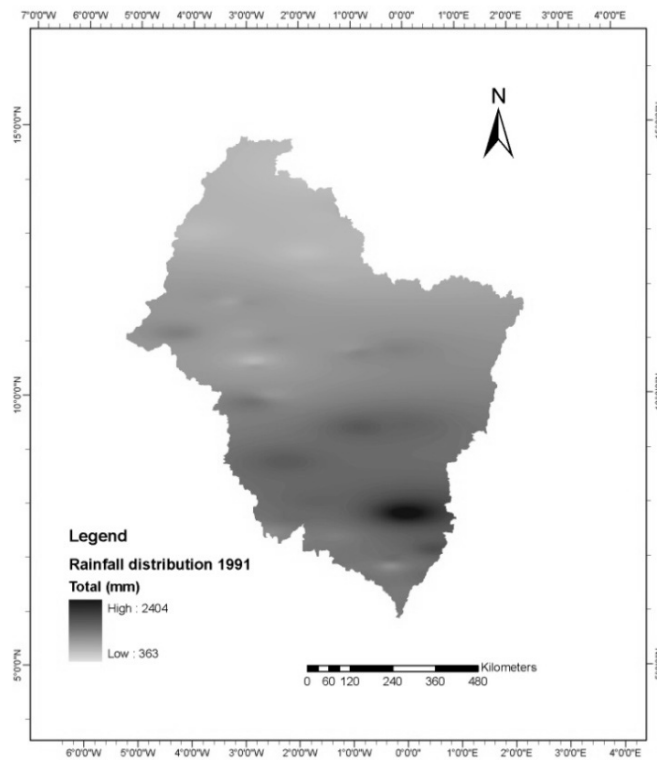 7°0'0"W 6°0'0"W 5°0'0"W 4°0'0"W 3°0'0"W 2°0'0"W 1°0'0"W 0°0'0" 1°0'0"E 2°0'0"E 3°0'0"E 4°0'0"E
N
15°0'0"N
10°0'0"N
5°0'0"N
Legend
Rainfall distribution 1991
Total (mm)
High : 2404
Low : 363
Kilometers
0 60 120 240 360 480
6°0'0"W 5°0'0"W 4°0'0"W 3°0'0"W 2°0'0"W 1°0'0"W 0°0'0" 1°0'0"E 2°0'0"E 3°0'0"E 4°0'0"E